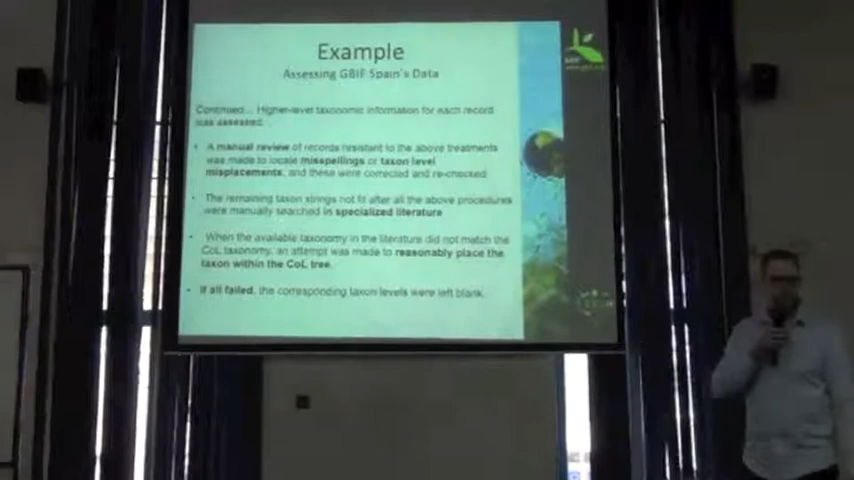 Example
Assessing GBIF Spain's Data
Continued... Higher-level taxonomic information for each record
was assessed.
• A manual review of records resistant to the above treatments
was made to locate misspellings or taxon level
misplacements, and these were corrected and re-checked
• The remaining taxon strings not fit after all the above procedures
were manually searched in specialized literature
• When the available taxonomy in the literature did not match the
CoL taxonomy, an attempt was made to reasonably place the
taxon within the CoL tree.
• If all failed, the corresponding taxon levels were left blank.